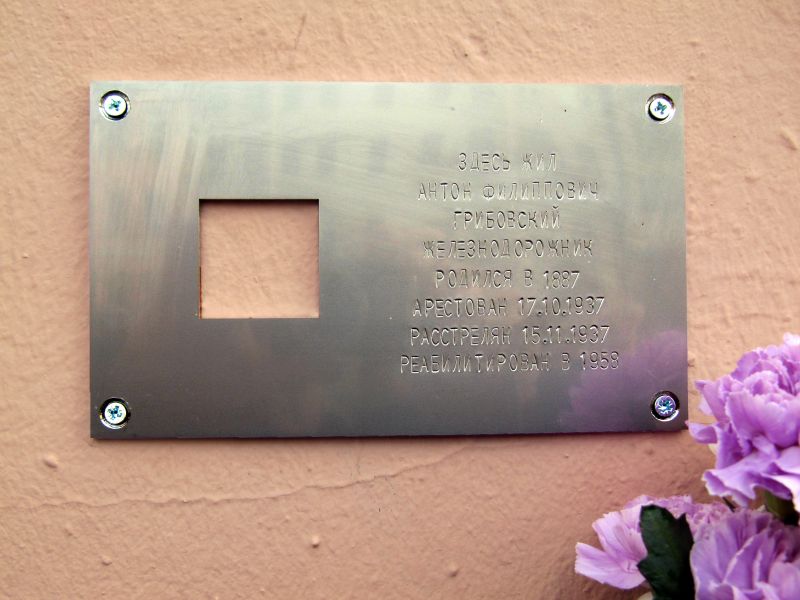 ЗДЕСЬ ЖИЛ
АНТОН ФИЛИППОВИЧ
ГРИБОВСКИЙ
ЖЕЛЕЗНОДОРОЖНИК
РОДИЛСЯ В 1887
АРЕСТОВАН 17.10.1937
РАССТРЕЛЯН 15.11.1937
РЕАБИЛИТИРОВАН В 1958